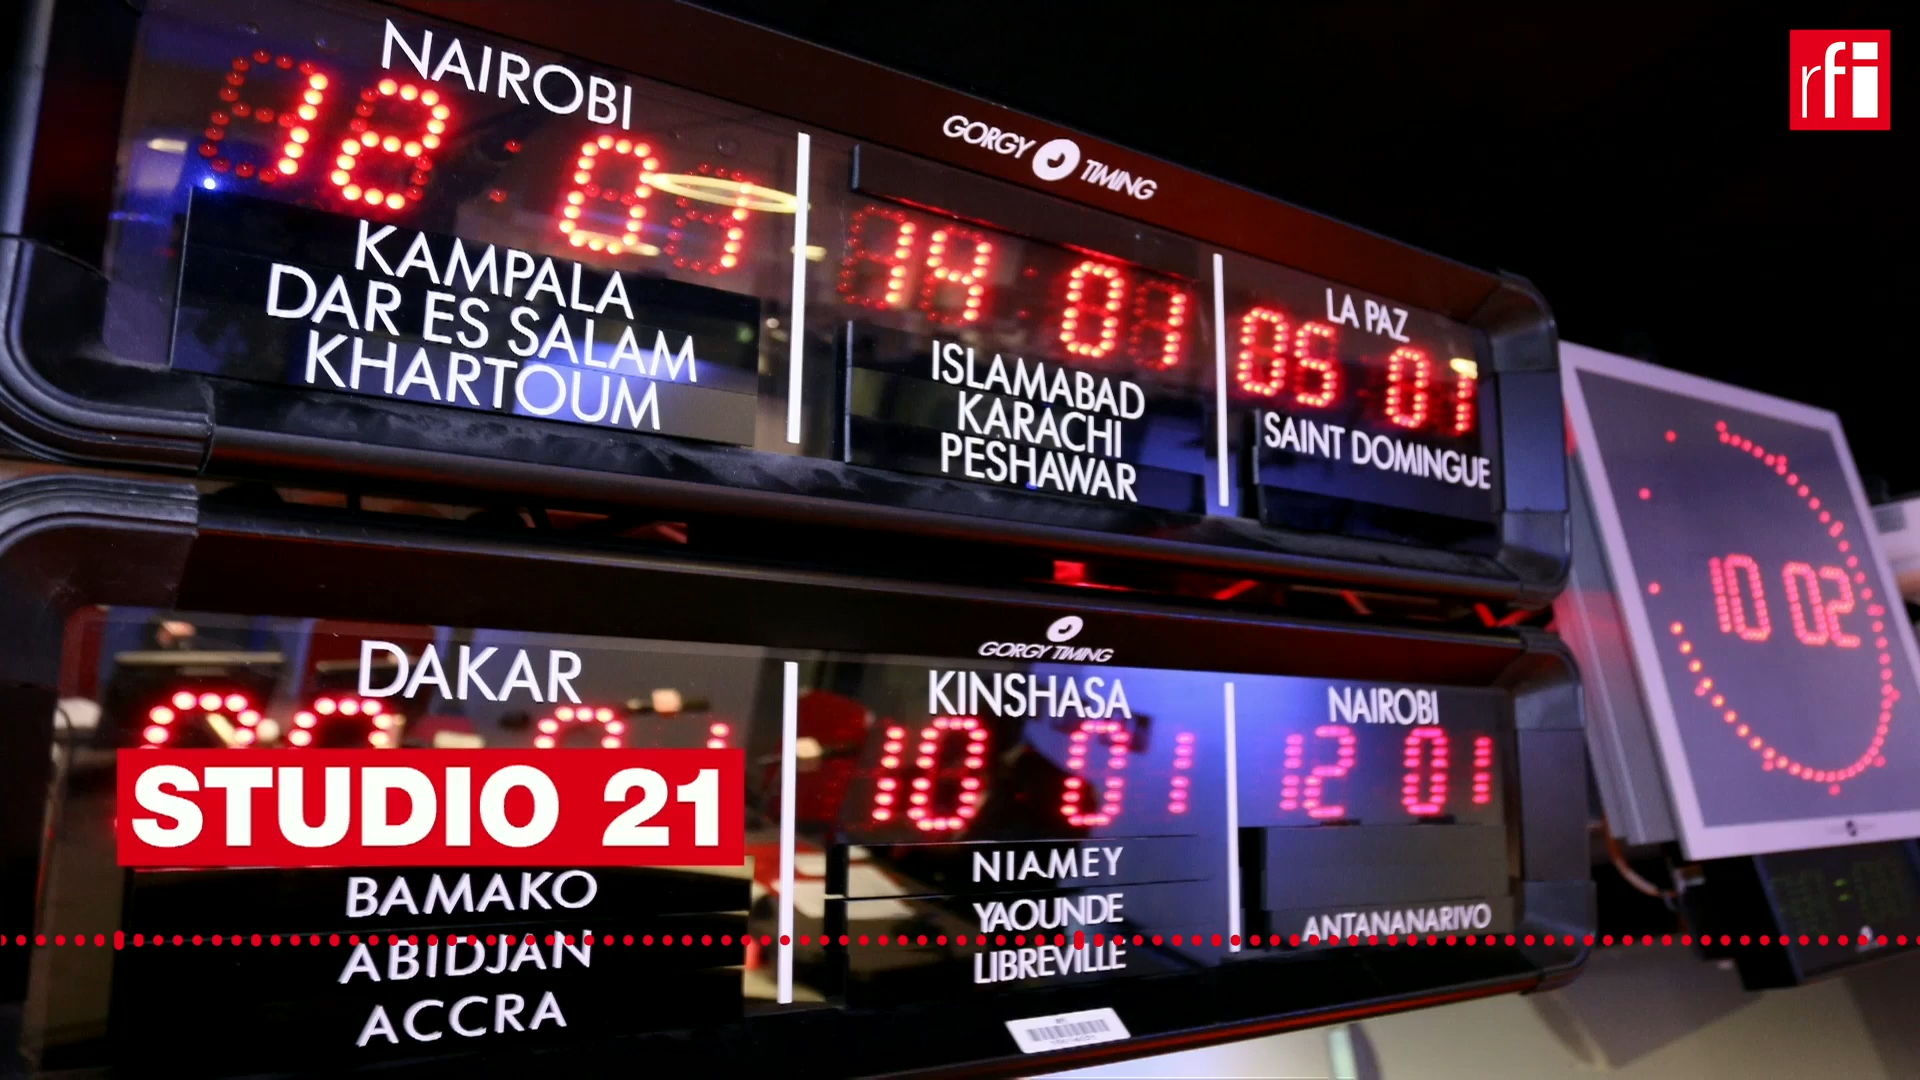 rfi
NAIROBI
12:01
KAMPALA
DAR ES SALAM
KHARTOUM
GORGY TIMING
14:01
ISLAMABAD
KARACHI
PESHAWAR
LA PAZ
05:01
SAINT DOMINGUE
10 02
GORGY TIMING
DAKAR
STUDIO 21
BAMAKO
ABIDJAN
ACCRA
KINSHASA
10 01
NIAMEY
YAOUNDE
LIBREVILLE
NAIROBI
12 01
ANTANANARIVO